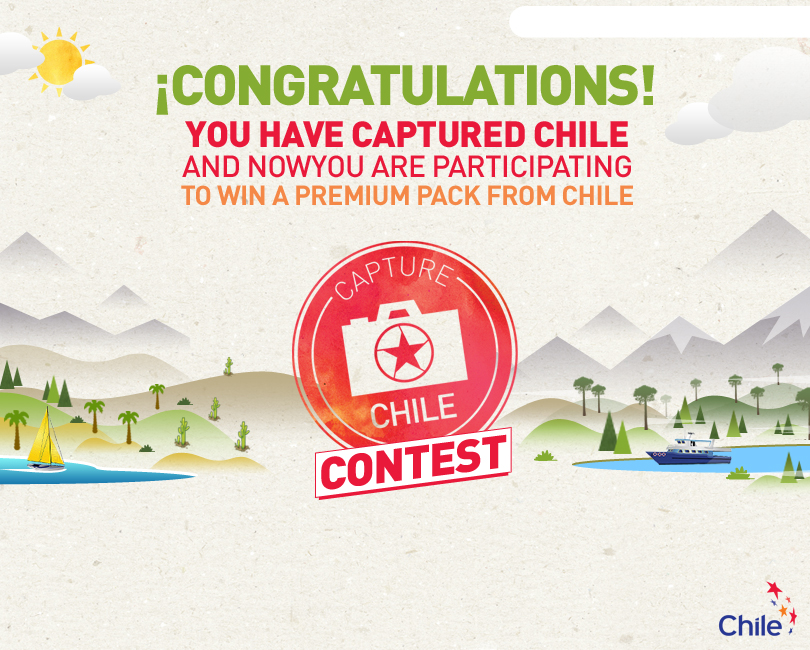 ¡CONGRATULATIONS!
YOU HAVE CAPTURED CHILE
AND NOWYOU ARE PARTICIPATING
TO WIN A PREMIUM PACK FROM CHILE
CAPTURE
CHILE
CONTEST
Chile